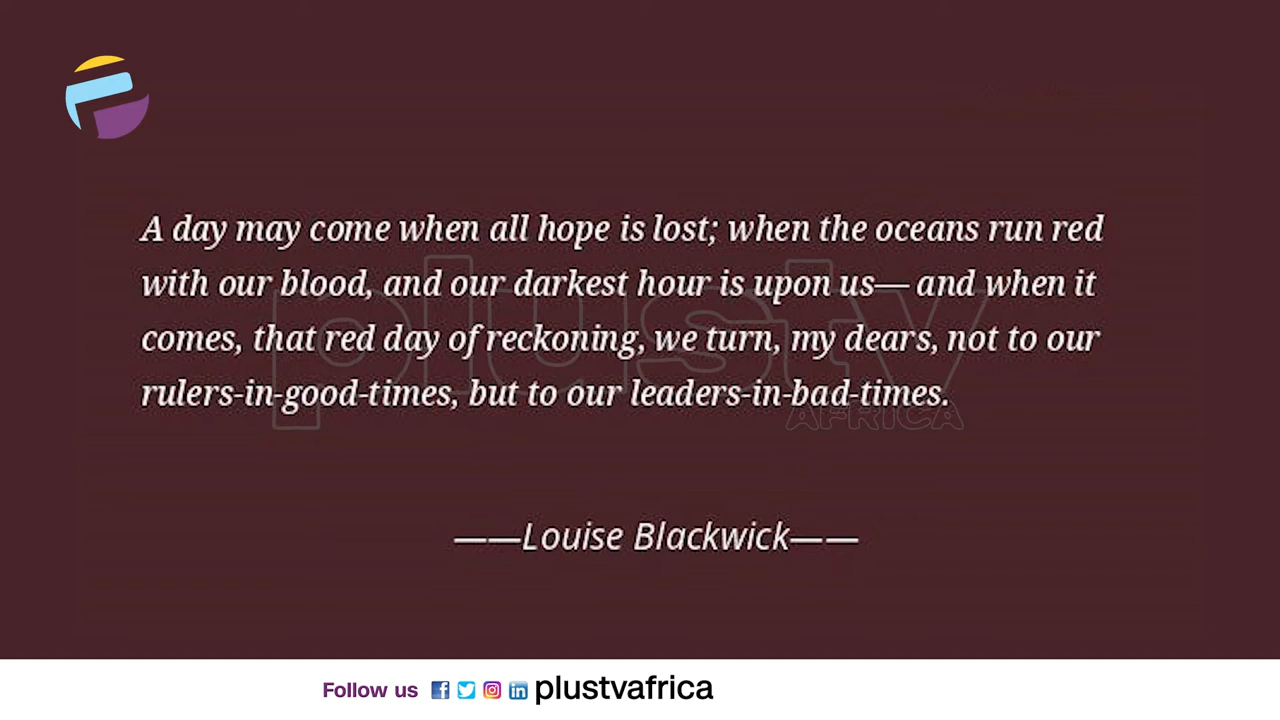 A day may come when all hope is lost; when the oceans run red
with our blood, and our darkest hour is upon us— and when it
comes, that red day of reckoning, we turn, my dears, not to our
rulers-in-good-times, but to our leaders-in-bad-times.
plustv
AFRICA
——Louise Blackwick——
Follow us plustvafrica